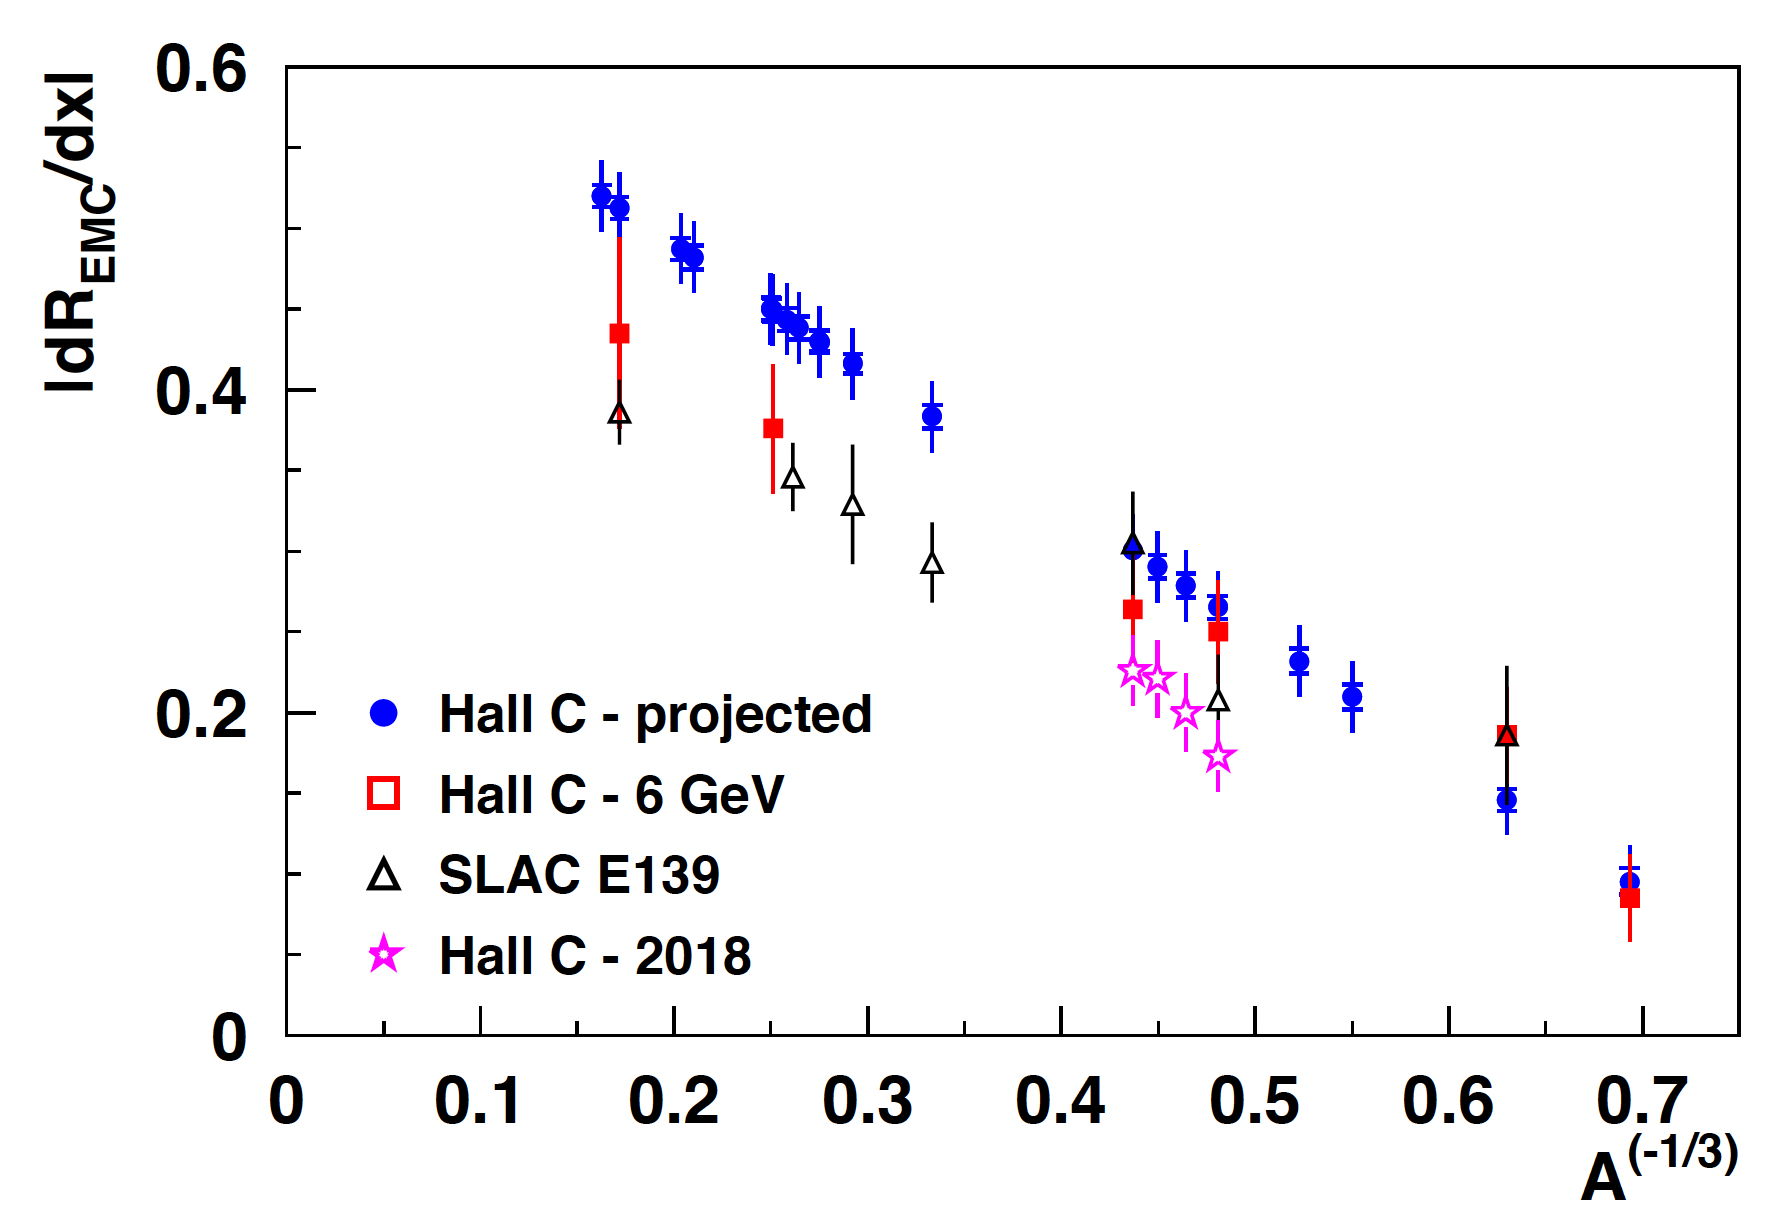 |dR_EMC/dx|
0.6
0.4
0.2
0
Hall C - projected
Hall C - 6 GeV
SLAC E139
Hall C - 2018
0 0.1 0.2 0.3 0.4 0.5 0.6 0.7
A^(-1/3)